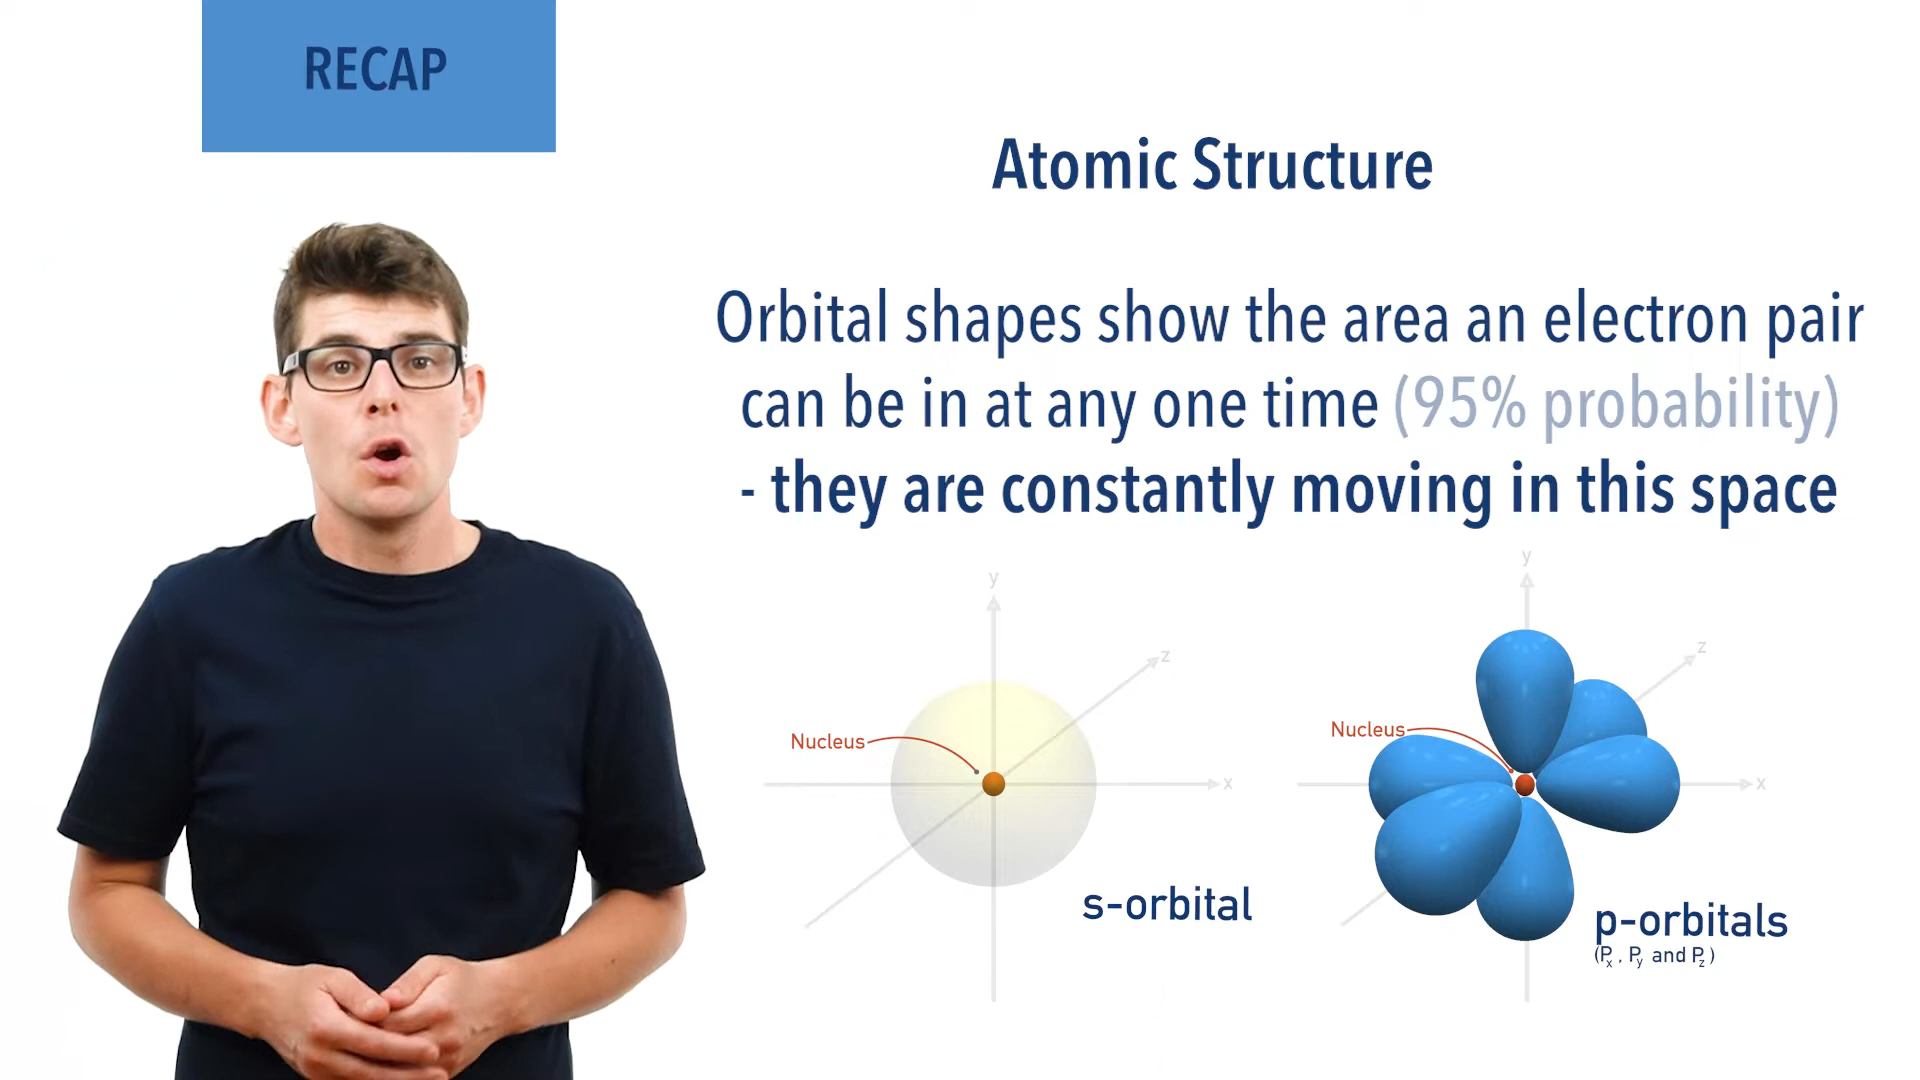 RECAP
Atomic Structure
Orbital shapes show the area an electron pair
can be in at any one time (95% probability)
- they are constantly moving in this space
y
z
Nucleus
x
s-orbital
y
z
Nucleus
x
p-orbitals
(Px , Py and Pz )